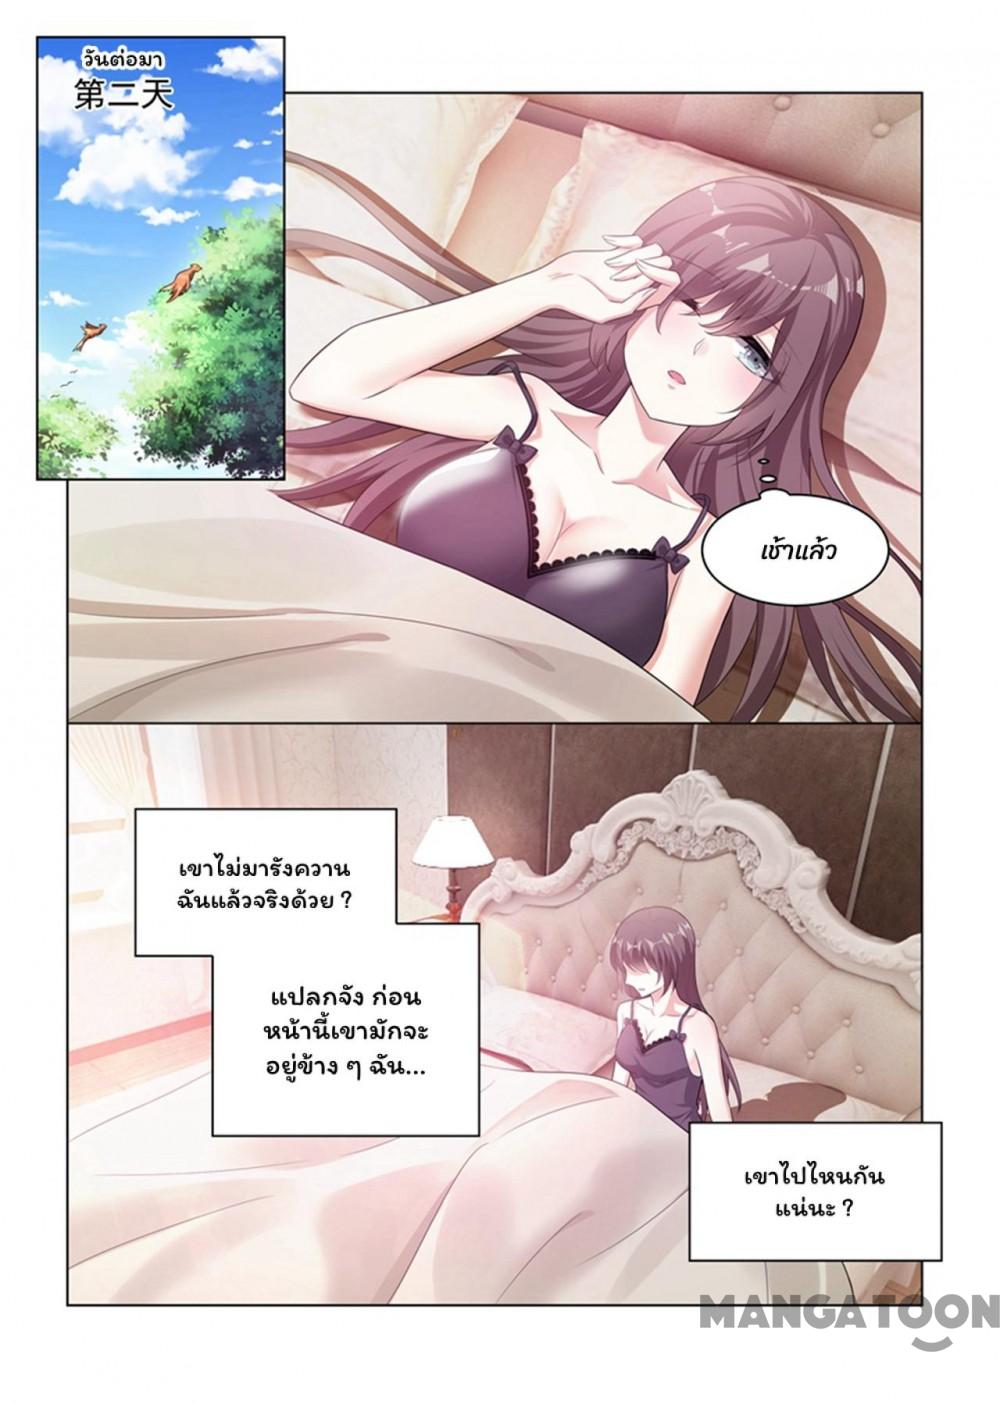 วันต่อมา
第二天
เช้าแล้ว
เขาไม่มารังควาน
ฉันแล้วจริงด้วย ?
แปลกจัง ก่อน
หน้านี้เขามักจะ
อยู่ข้าง ๆ ฉัน...
เขาไปไหนกัน
แน่นะ ?
MANGATOON